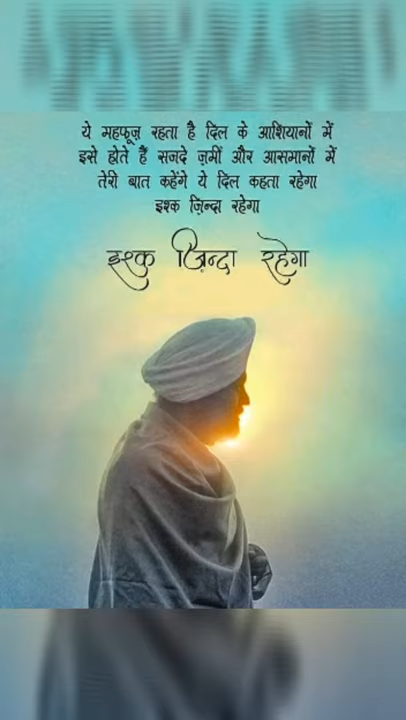 ये महफूज़ रहता है दिल के आशियानों में
इसे होते हैं सजदे ज़मीं और आसमानों में
तेरी बात कहेंगे ये दिल कहता रहेगा
इश्क ज़िन्दा रहेगा
इश्क ज़िन्दा रहेगा